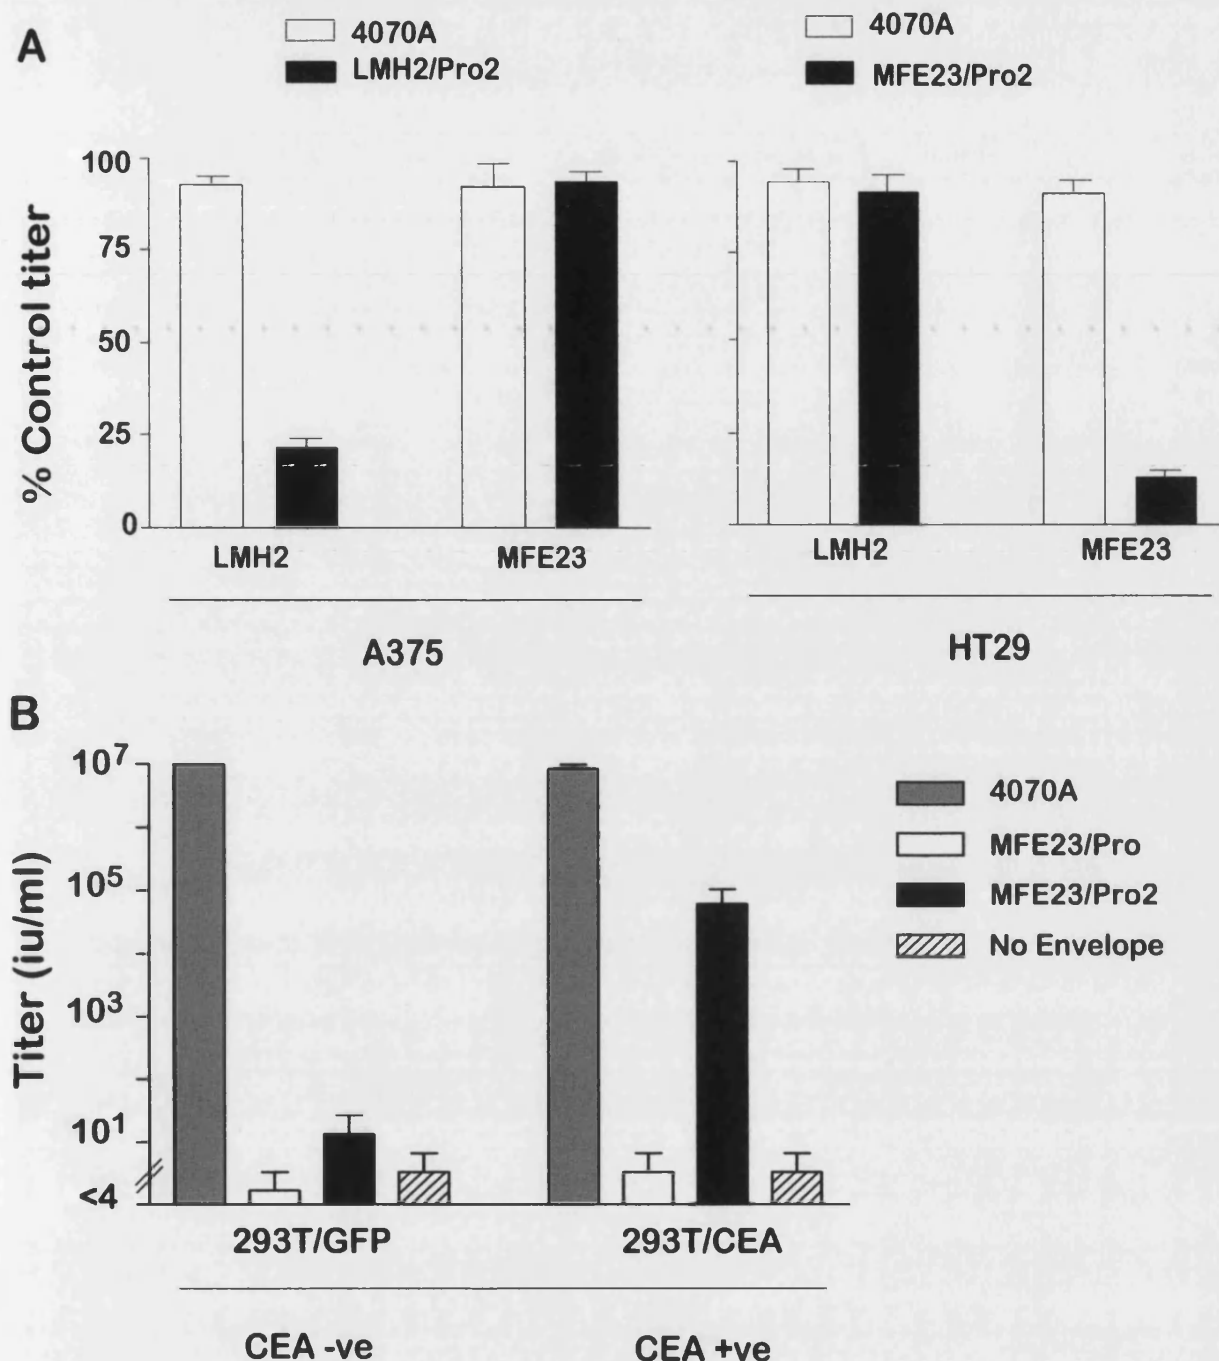 A
4070A
LMH2/Pro2
4070A
MFE23/Pro2
% Control titer
100
75
50
25
0
LMH2
MFE23
LMH2
MFE23
A375
HT29
B
Titer (iu/ml)
10⁷
10⁵
10³
10¹
<4
4070A
MFE23/Pro
MFE23/Pro2
No Envelope
293T/GFP
293T/CEA
CEA -ve
CEA +ve